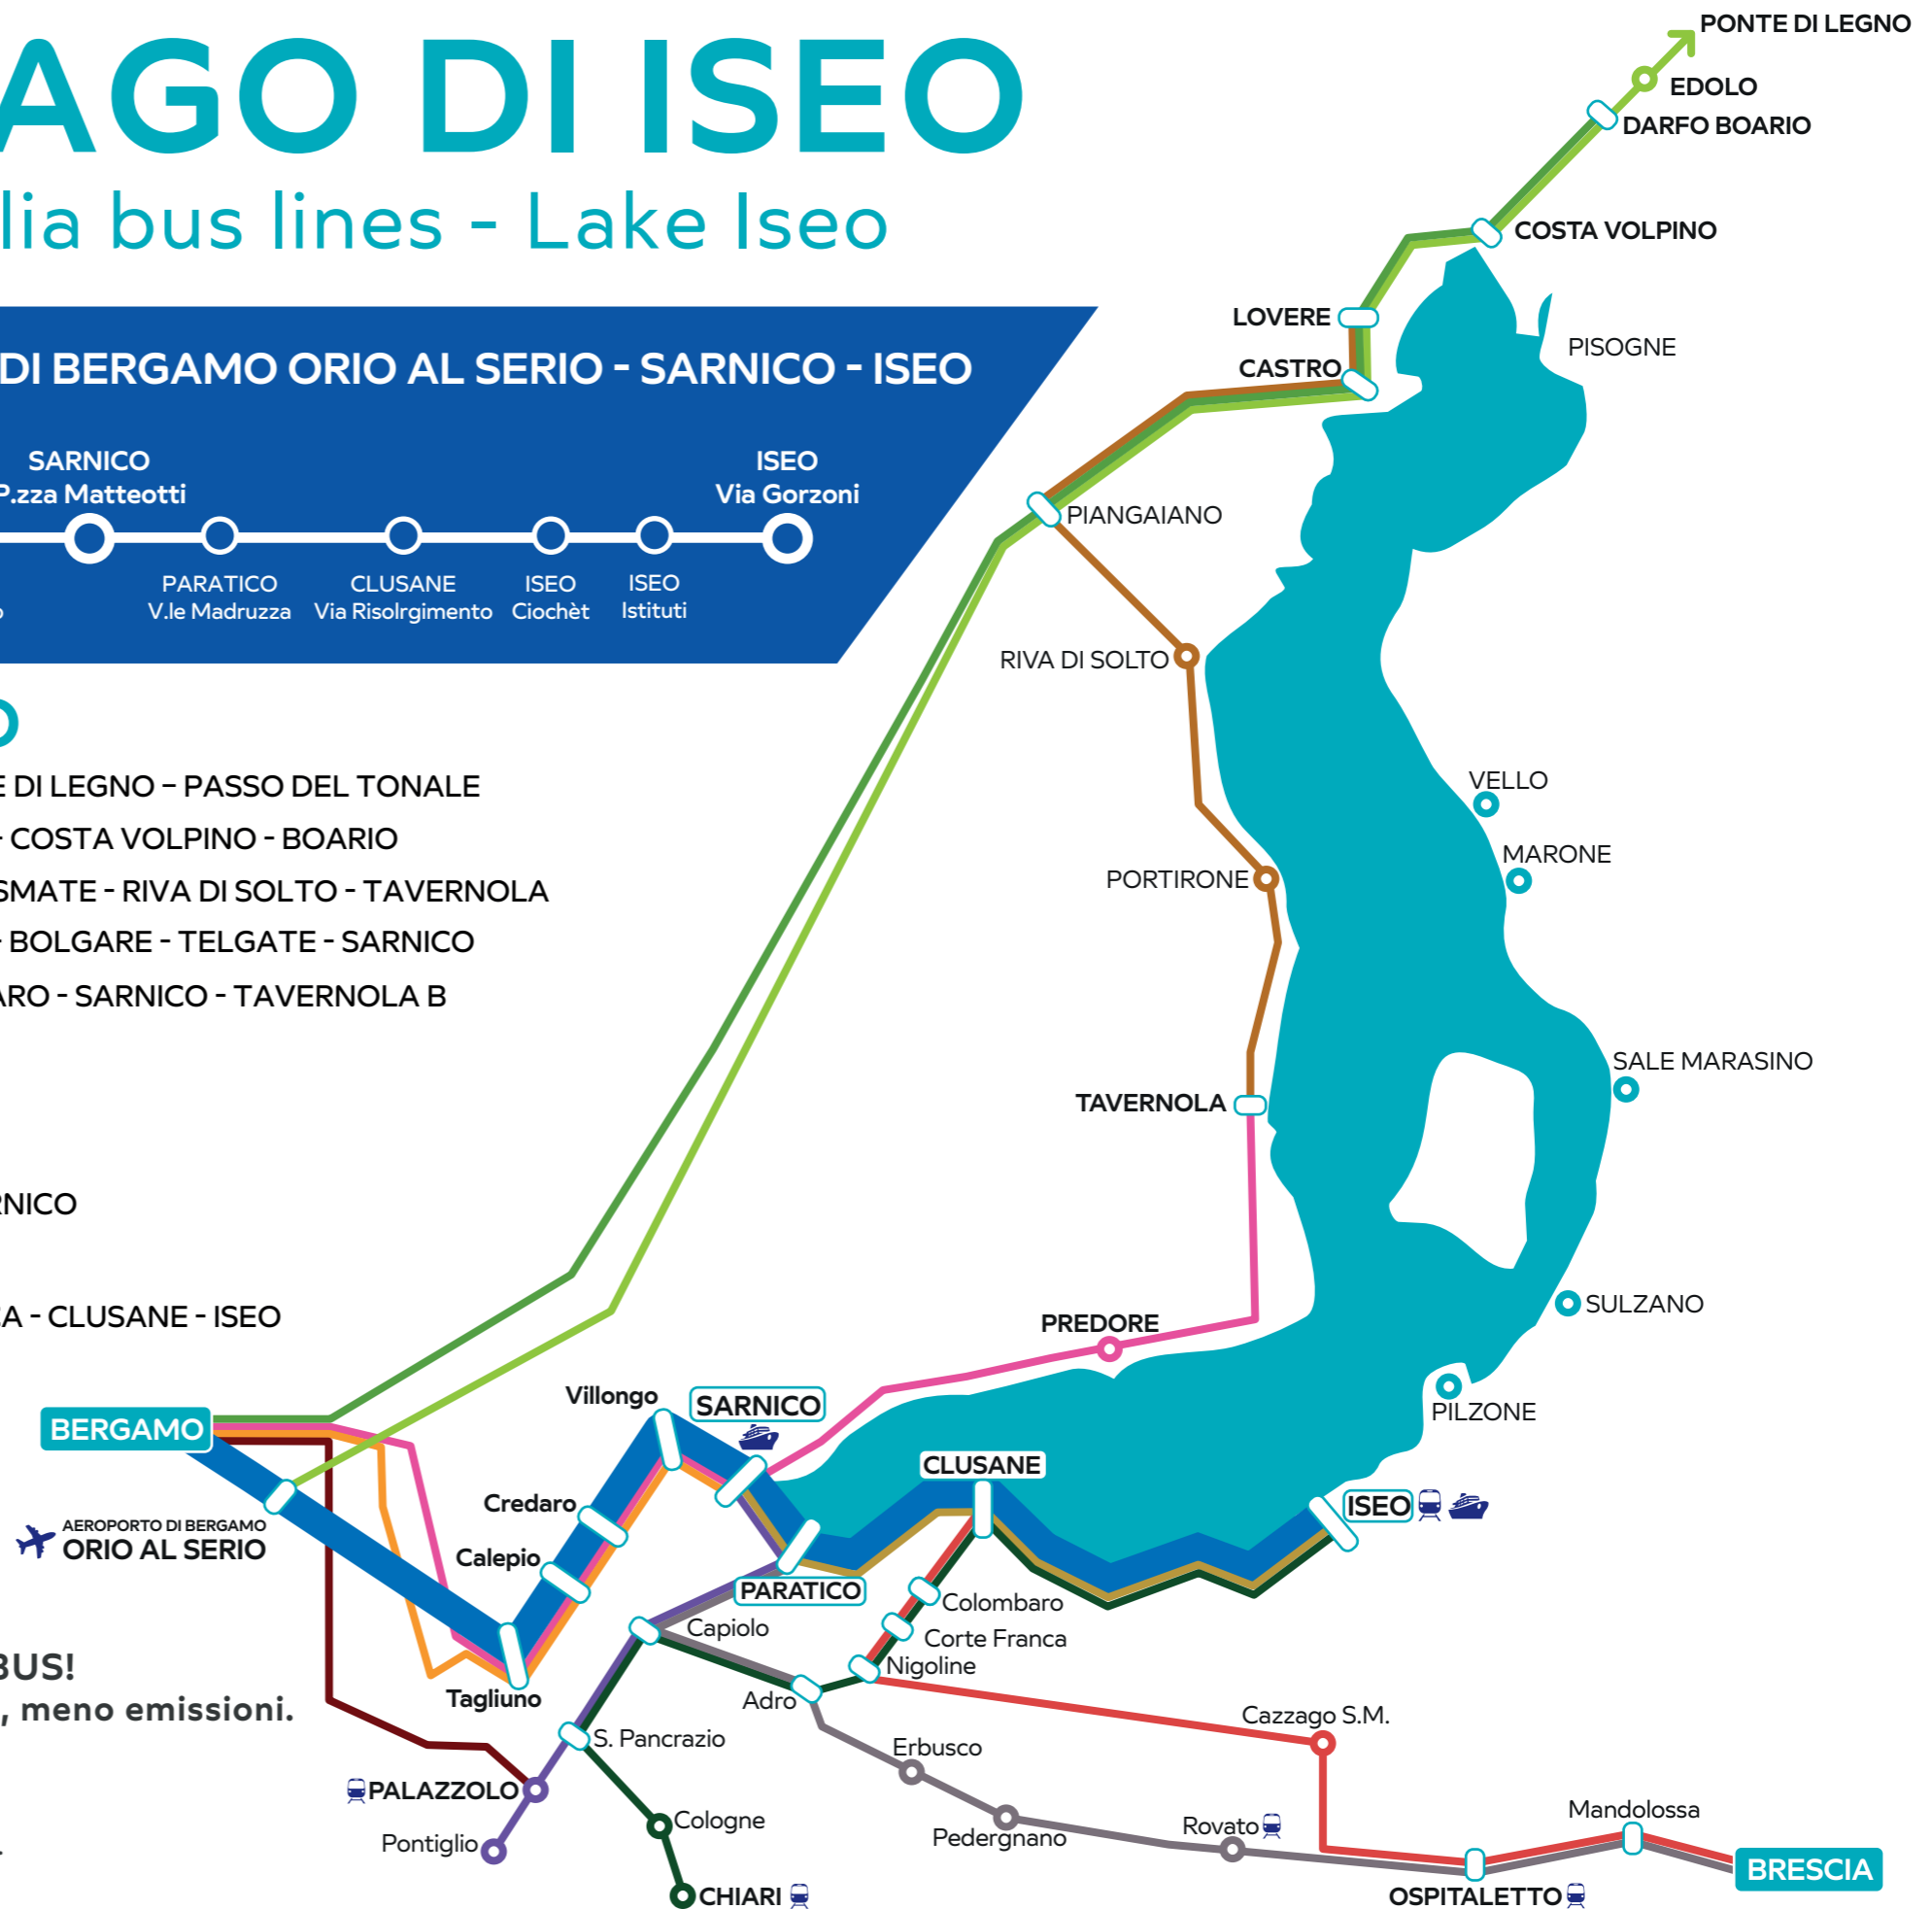 AGO DI ISEO
lia bus lines - Lake Iseo
DI BERGAMO ORIO AL SERIO - SARNICO - ISEO
SARNICO
P.zza Matteotti
ISEO
Via Gorzoni
PARATICO
V.le Madruzza
CLUSANE
Via Risolrgimento
ISEO
Ciochèt
ISEO
Istituti
E DI LEGNO – PASSO DEL TONALE
- COSTA VOLPINO - BOARIO
SMATE - RIVA DI SOLTO - TAVERNOLA
- BOLGARE - TELGATE - SARNICO
ARO - SARNICO - TAVERNOLA B
RNICO
CA - CLUSANE - ISEO
PONTE DI LEGNO
EDOLO
DARFO BOARIO
COSTA VOLPINO
LOVERE
CASTRO
PISOGNE
PIANGAIANO
RIVA DI SOLTO
VELLO
MARONE
PORTIRONE
SALE MARASINO
TAVERNOLA
SULZANO
PREDORE
PILZONE
Villongo
SARNICO
BERGAMO
CLUSANE
ISEO
Credaro
AEROPORTO DI BERGAMO
ORIO AL SERIO
Calepio
PARATICO
Colombaro
Capiolo
Corte Franca
Nigoline
BUS!
, meno emissioni.
Tagliuno
Adro
Cazzago S.M.
S. Pancrazio
Erbusco
PALAZZOLO
Cologne
Mandolossa
Pontiglio
Pedergnano
Rovato
BRESCIA
CHIARI
OSPITALETTO